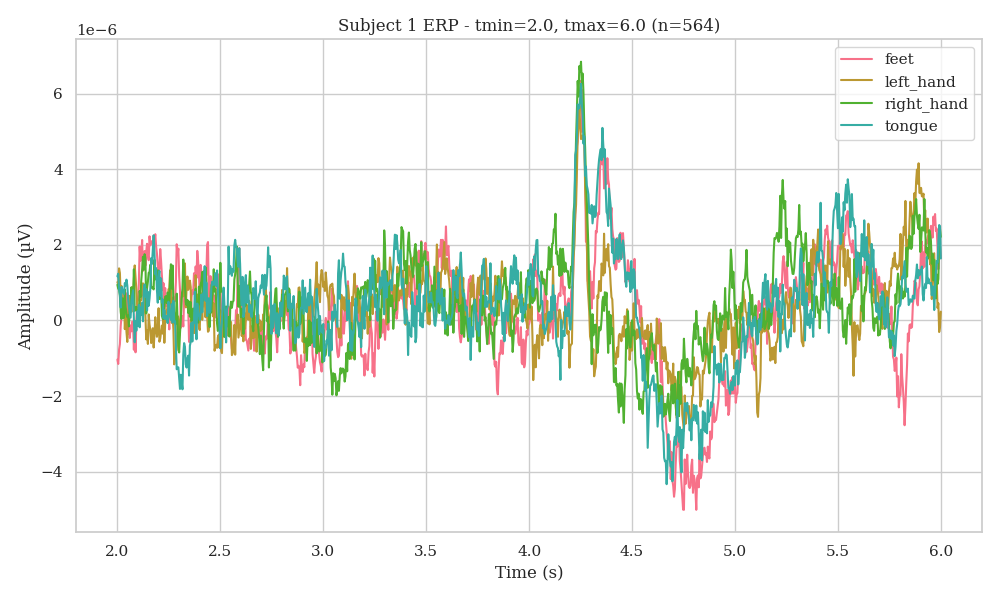 Subject 1 ERP - tmin=2.0, tmax=6.0 (n=564)
1e−6
feet
left_hand
right_hand
tongue
6
4
2
0
−2
−4
Amplitude (µV)
2.0 2.5 3.0 3.5 4.0 4.5 5.0 5.5 6.0
Time (s)